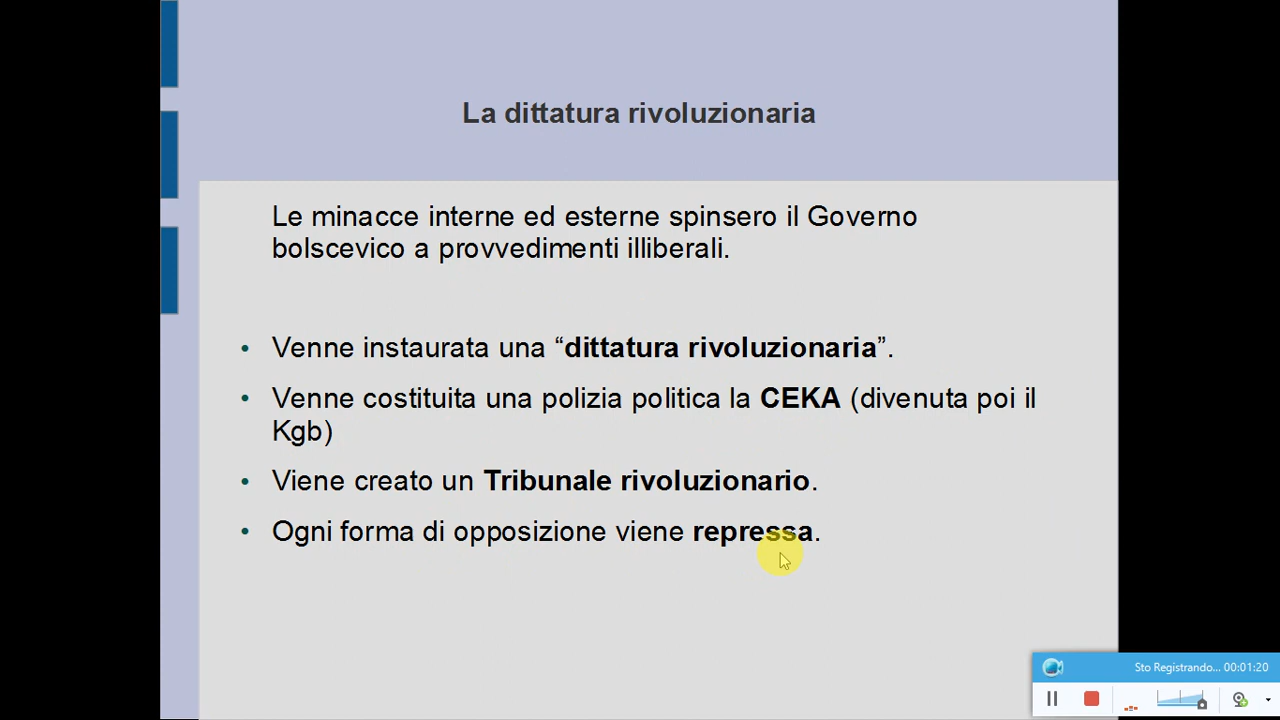 La dittatura rivoluzionaria
Le minacce interne ed esterne spinsero il Governo
bolscevico a provvedimenti illiberali.
• Venne instaurata una “dittatura rivoluzionaria”.
• Venne costituita una polizia politica la CEKA (divenuta poi il
Kgb)
• Viene creato un Tribunale rivoluzionario.
• Ogni forma di opposizione viene repressa.
Sto Registrando... 00:01:20